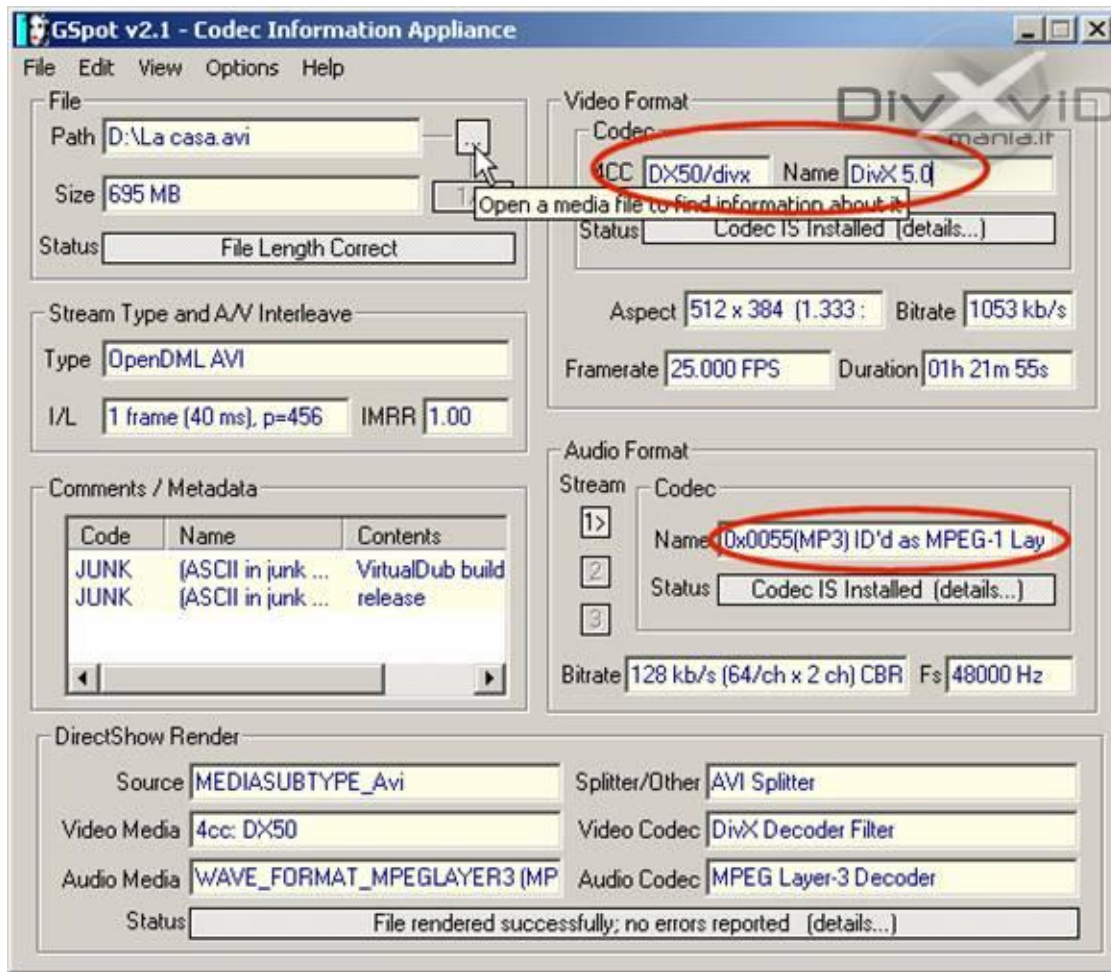 GSpot v2.1 - Codec Information Appliance
File Edit View Options Help
DivXviD
mania.it
File
Path D:\La casa.avi ...
Size 695 MB
Open a media file to find information about it
Status File Length Correct
Video Format
Codec
4CC DX50/divx Name DivX 5.0
Status Codec IS Installed (details...)
Aspect 512 x 384 (1.333 : Bitrate 1053 kb/s
Framerate 25.000 FPS Duration 01h 21m 55s
Stream Type and A/V Interleave
Type OpenDML AVI
I/L 1 frame (40 ms), p=456 IMRR 1.00
Audio Format
Stream Codec
1>
2
3
Name 0x0055(MP3) ID'd as MPEG-1 Lay
Status Codec IS Installed (details...)
Bitrate 128 kb/s (64/ch x 2 ch) CBR Fs 48000 Hz
Comments / Metadata
Code Name Contents
JUNK (ASCII in junk ... VirtualDub build
JUNK (ASCII in junk ... release
DirectShow Render
Source MEDIASUBTYPE_Avi Splitter/Other AVI Splitter
Video Media 4cc: DX50 Video Codec DivX Decoder Filter
Audio Media WAVE_FORMAT_MPEGLAYER3 (MP Audio Codec MPEG Layer-3 Decoder
Status File rendered successfully; no errors reported (details...)